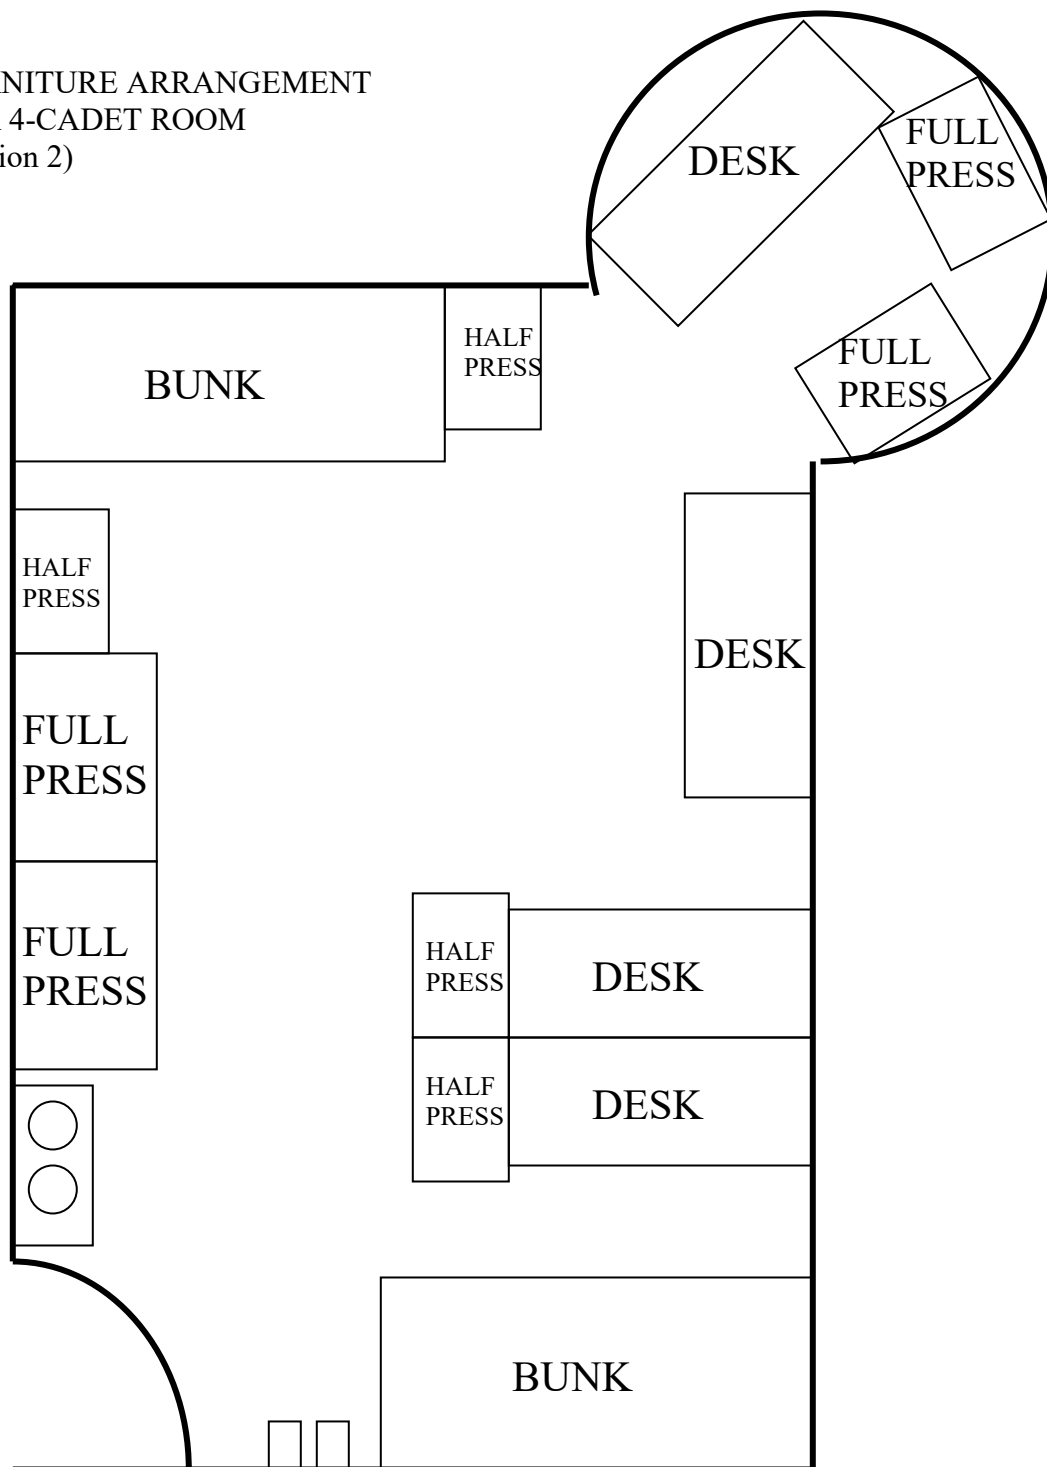 NITURE ARRANGEMENT
4-CADET ROOM
ion 2)
DESK
FULL
PRESS
FULL
PRESS
HALF
PRESS
BUNK
HALF
PRESS
DESK
FULL
PRESS
FULL
PRESS
HALF
PRESS
DESK
HALF
PRESS
DESK
BUNK